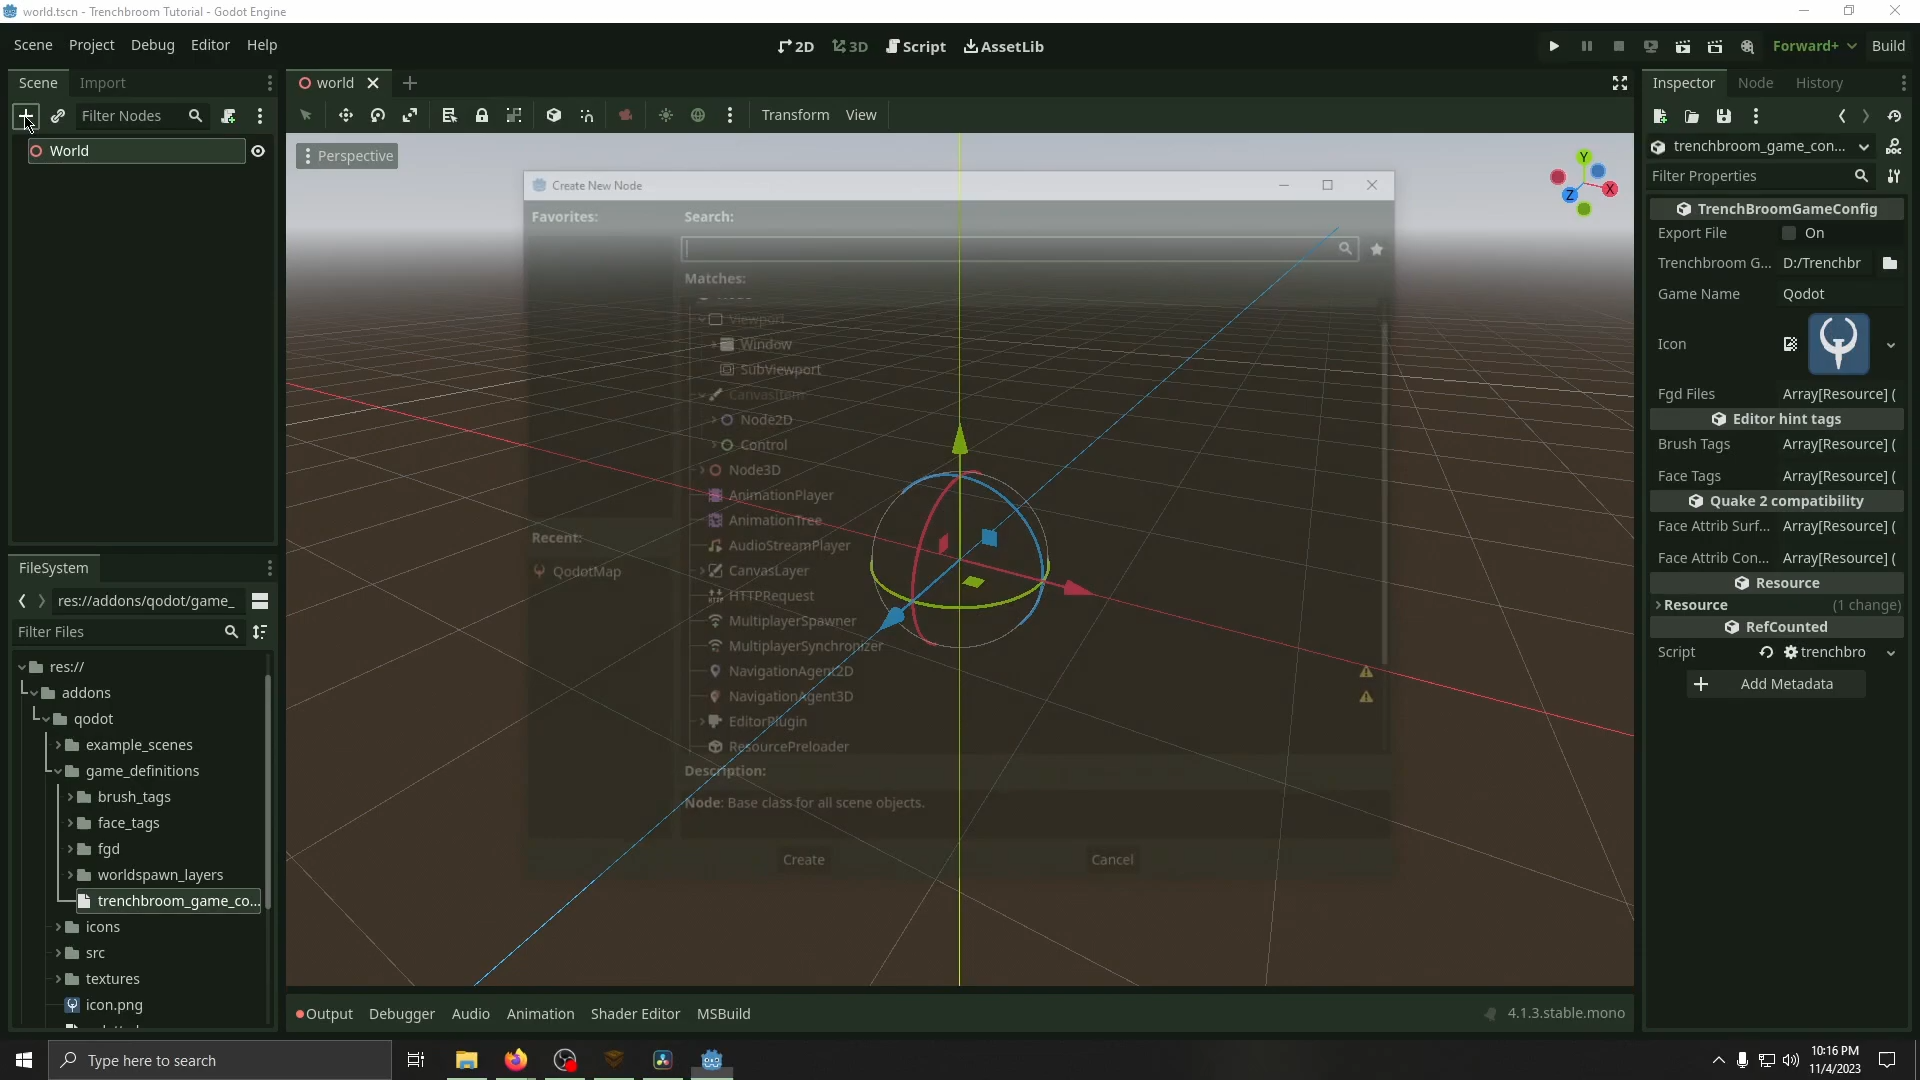 world.tscn - Trenchbroom Tutorial - Godot Engine
Scene Project Debug Editor Help
2D 3D Script AssetLib
Forward+ Build
Scene Import
world
Inspector Node History
Filter Nodes
Transform View
World
Perspective
trenchbroom_game_con...
Filter Properties
Y
X
Z
Create New Node
Favorites:
Search:
Matches:
Viewport
Window
SubViewport
CanvasItem
Node2D
Control
Node3D
AnimationPlayer
AnimationTree
AudioStreamPlayer
CanvasLayer
HTTPRequest
MultiplayerSpawner
MultiplayerSynchronizer
NavigationAgent2D
NavigationAgent3D
EditorPlugin
ResourcePreloader
Recent:
QodotMap
Description:
Node: Base class for all scene objects.
Create Cancel
TrenchBroomGameConfig
Export File On
Trenchbroom G... D:/Trenchbr
Game Name Qodot
Icon
Fgd Files Array[Resource] (
Editor hint tags
Brush Tags Array[Resource] (
Face Tags Array[Resource] (
Quake 2 compatibility
Face Attrib Surf... Array[Resource] (
Face Attrib Con... Array[Resource] (
Resource
Resource (1 change)
RefCounted
Script trenchbro
Add Metadata
FileSystem
res://addons/qodot/game_
Filter Files
res://
addons
qodot
example_scenes
game_definitions
brush_tags
face_tags
fgd
worldspawn_layers
trenchbroom_game_co...
icons
src
textures
icon.png
Output Debugger Audio Animation Shader Editor MSBuild
4.1.3.stable.mono
Type here to search
10:16 PM
11/4/2023